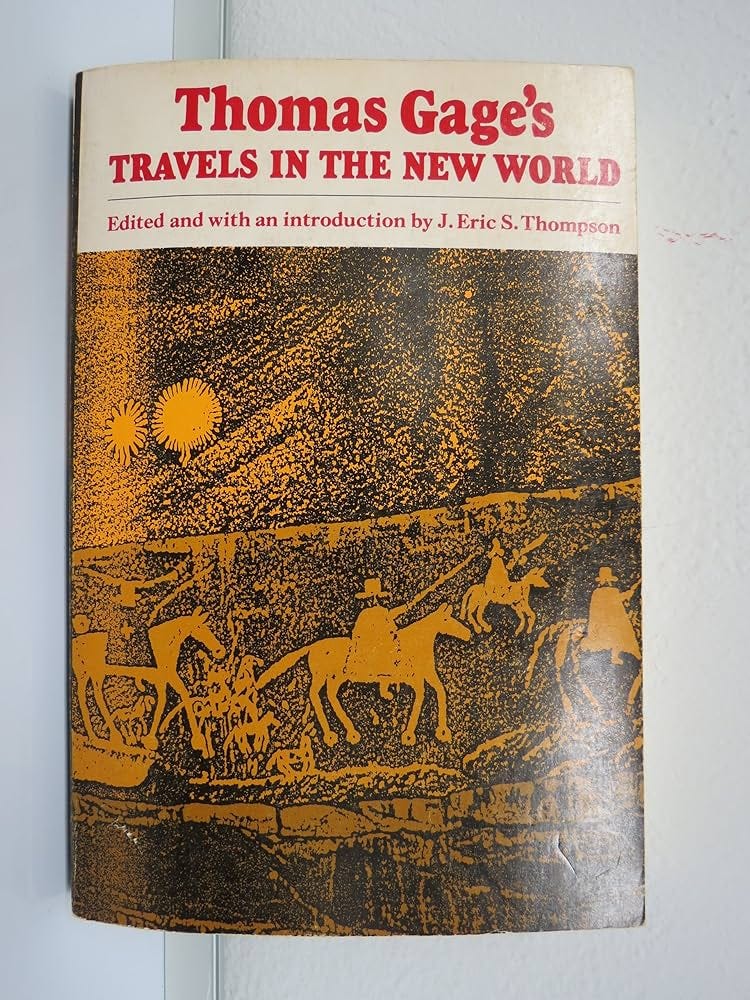 Thomas Gage's
TRAVELS IN THE NEW WORLD
Edited and with an introduction by J. Eric S. Thompson